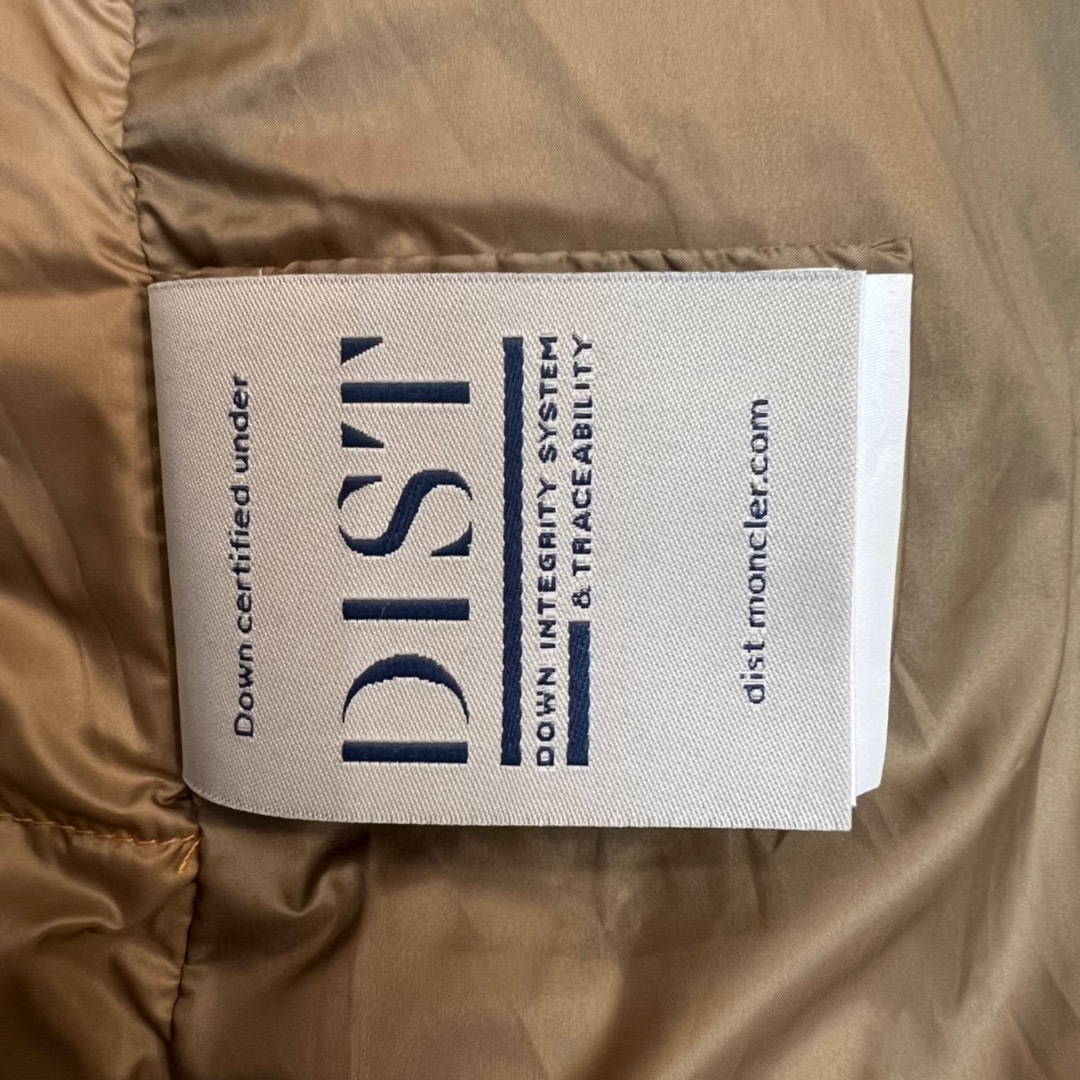 Down certified under
DIST
DOWN INTEGRITY SYSTEM
& TRACEABILITY
dist moncler.com